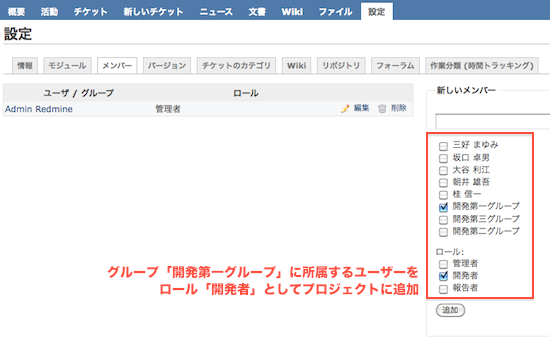 概要 活動 チケット 新しいチケット ニュース 文書 Wiki ファイル 設定
設定
情報 モジュール メンバー バージョン チケットのカテゴリ Wiki リポジトリ フォーラム 作業分類 (時間トラッキング)
ユーザ / グループ ロール
Admin Redmine 管理者 編集 削除
新しいメンバー
三好 まゆみ
坂口 卓男
大谷 利江
朝井 雄吾
桂 信一
開発第一グループ
開発第三グループ
開発第二グループ
ロール:
管理者
開発者
報告者
追加
グループ「開発第一グループ」に所属するユーザーを
ロール「開発者」としてプロジェクトに追加